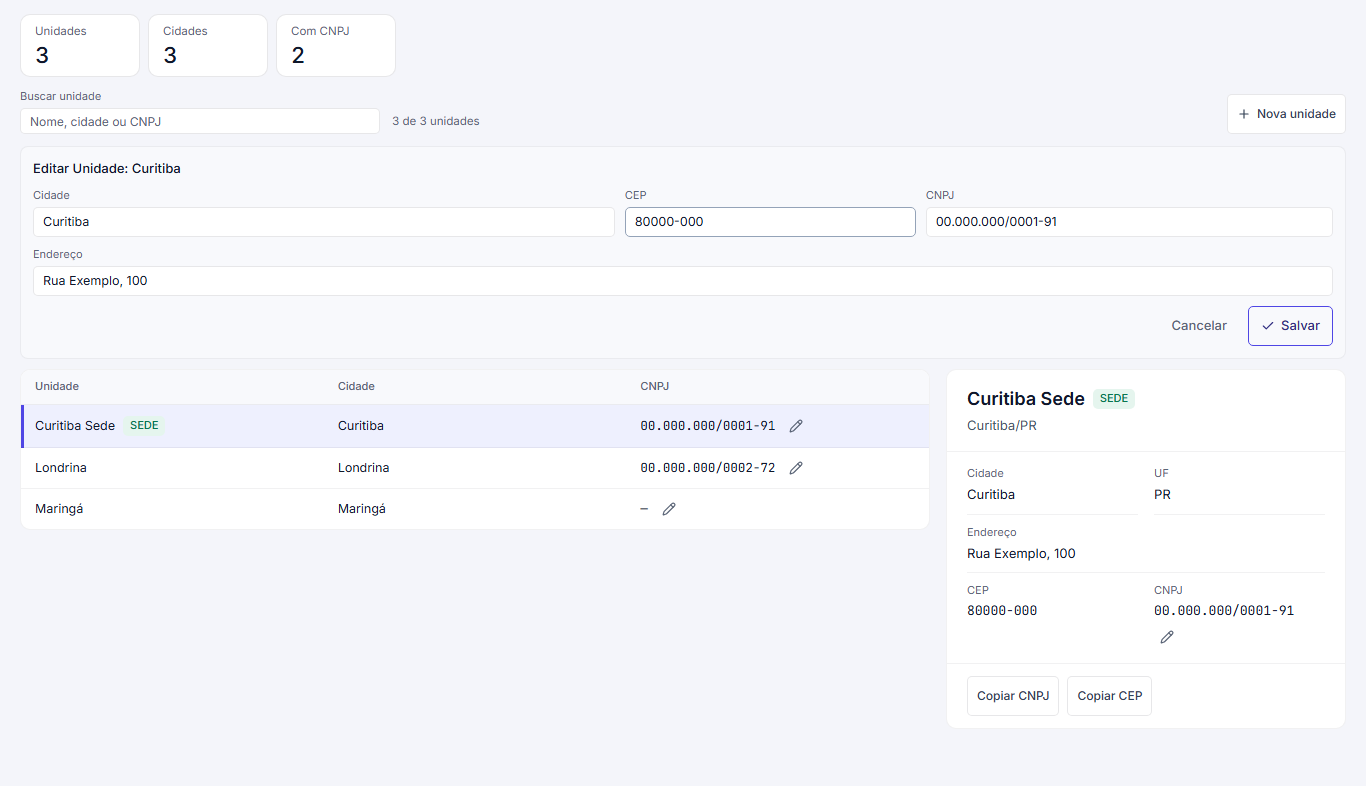 Unidades
3
Cidades
3
Com CNPJ
2
Buscar unidade
Nome, cidade ou CNPJ
3 de 3 unidades
+ Nova unidade
Editar Unidade: Curitiba
Cidade
Curitiba
CEP
80000-000
CNPJ
00.000.000/0001-91
Endereço
Rua Exemplo, 100
Cancelar
Salvar
Unidade Cidade CNPJ
Curitiba Sede SEDE Curitiba 00.000.000/0001-91
Londrina Londrina 00.000.000/0002-72
Maringá Maringá –
Curitiba Sede SEDE
Curitiba/PR
Cidade
Curitiba
UF
PR
Endereço
Rua Exemplo, 100
CEP
80000-000
CNPJ
00.000.000/0001-91
Copiar CNPJ
Copiar CEP